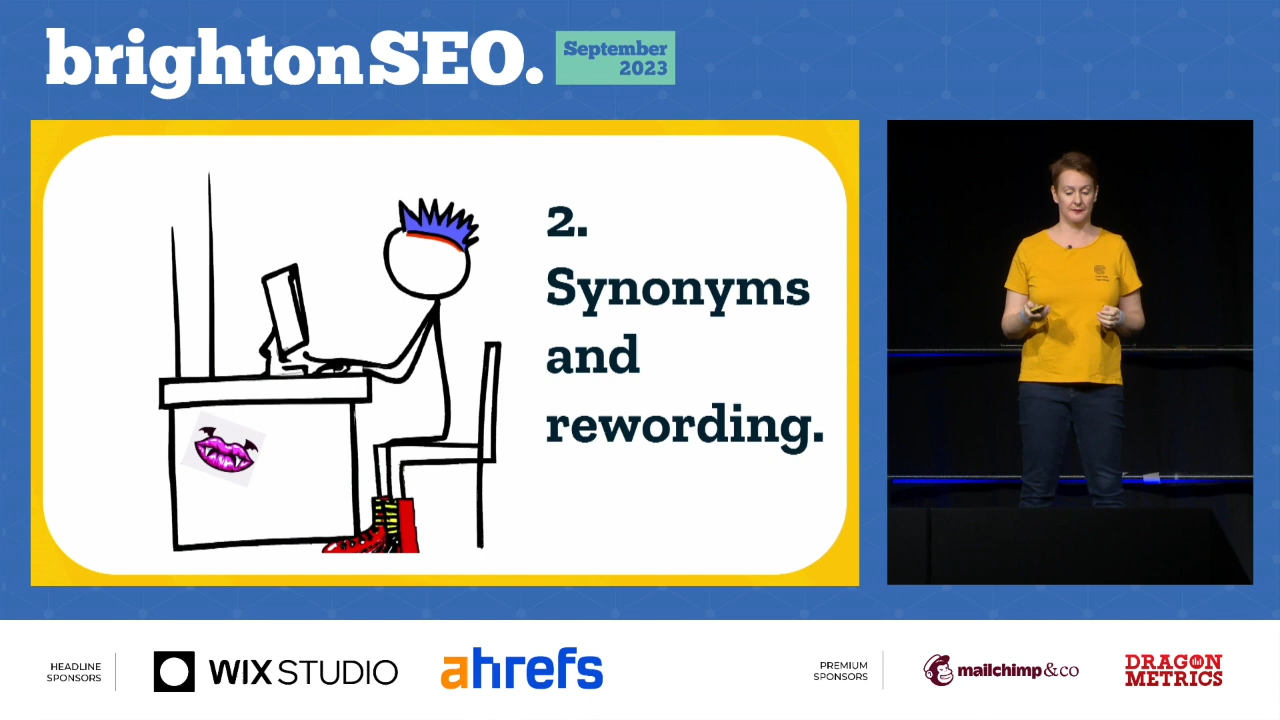 brightonSEO.
September
2023
2.
Synonyms
and
rewording.
HEADLINE
SPONSORS
WIX STUDIO
ahrefs
PREMIUM
SPONSORS
mailchimp&co
DRAGON
METRICS